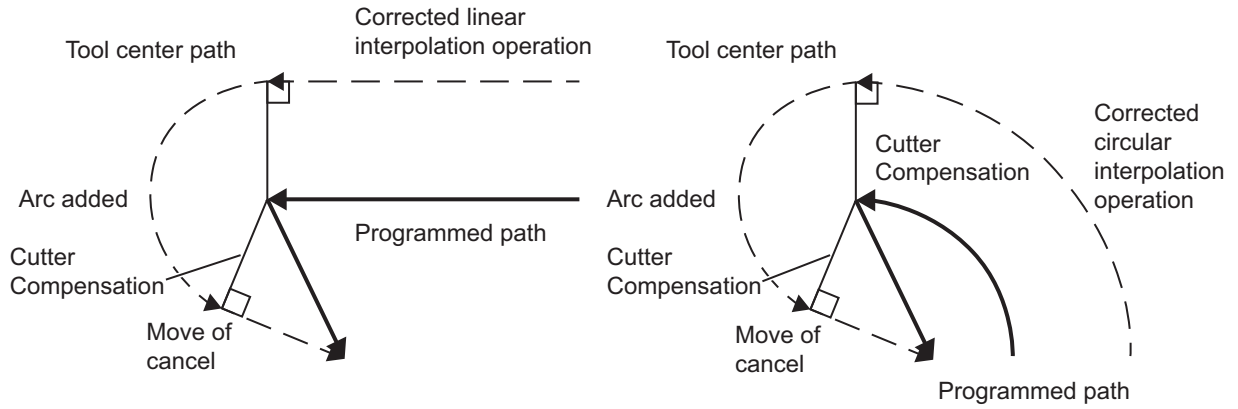 Corrected linear
interpolation operation
Tool center path
Arc added
Programmed path
Cutter
Compensation
Move of
cancel
Tool center path
Corrected
circular
interpolation
operation
Cutter
Compensation
Arc added
Cutter
Compensation
Move of
cancel
Programmed path